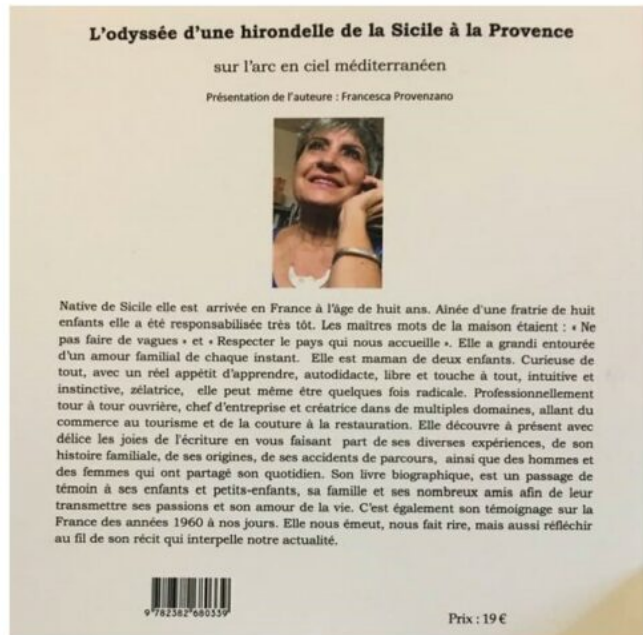 L'odyssée d'une hirondelle de la Sicile à la Provence
sur l'arc en ciel méditerranéen
Présentation de l'auteure : Francesca Provenzano
Native de Sicile elle est arrivée en France à l'âge de huit ans. Ainée d'une fratrie de huit
enfants elle a été responsabilisée très tôt. Les maîtres mots de la maison étaient : « Ne
pas faire de vagues » et « Respecter le pays qui nous accueille ». Elle a grandi entourée
d'un amour familial de chaque instant. Elle est maman de deux enfants. Curieuse de
tout, avec un réel appétit d'apprendre, autodidacte, libre et touche à tout, intuitive et
instinctive, zélatrice, elle peut même être quelques fois radicale. Professionnellement
tour à tour ouvrière, chef d'entreprise et créatrice dans de multiples domaines, allant du
commerce au tourisme et de la couture à la restauration. Elle découvre à présent avec
délice les joies de l'écriture en vous faisant part de ses diverses expériences, de son
histoire familiale, de ses origines, de ses accidents de parcours, ainsi que des hommes et
des femmes qui ont partagé son quotidien. Son livre biographique, est un passage de
témoin à ses enfants et petits-enfants, sa famille et ses nombreux amis afin de leur
transmettre ses passions et son amour de la vie. C'est également son témoignage sur la
France des années 1960 à nos jours. Elle nous émeut, nous fait rire, mais aussi réfléchir
au fil de son récit qui interpelle notre actualité.
9 782382 680339
Prix : 19 €